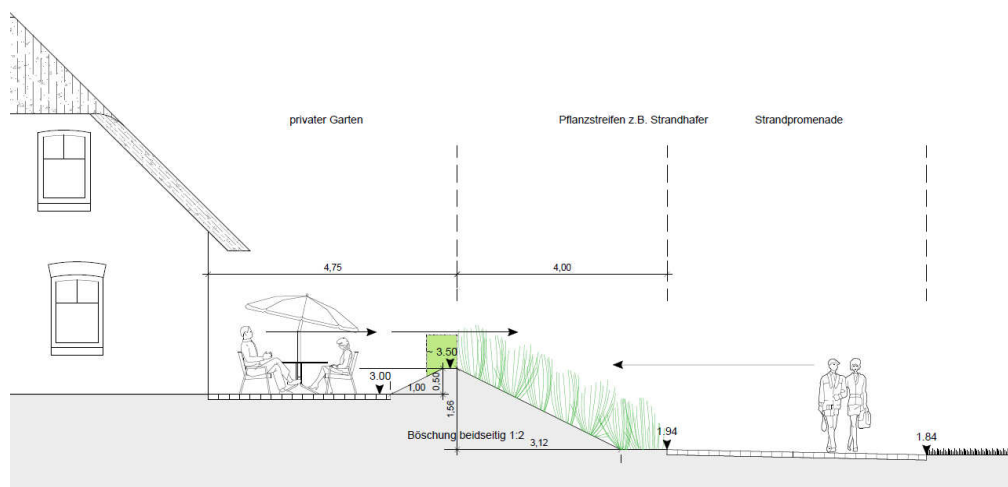 privater Garten
Pflanzstreifen z.B. Strandhafer
Strandpromenade
4,75
4,00
3.50
3.00
1,00
0,50
1,56
Böschung beidseitig 1:2
3,12
1.94
1.84